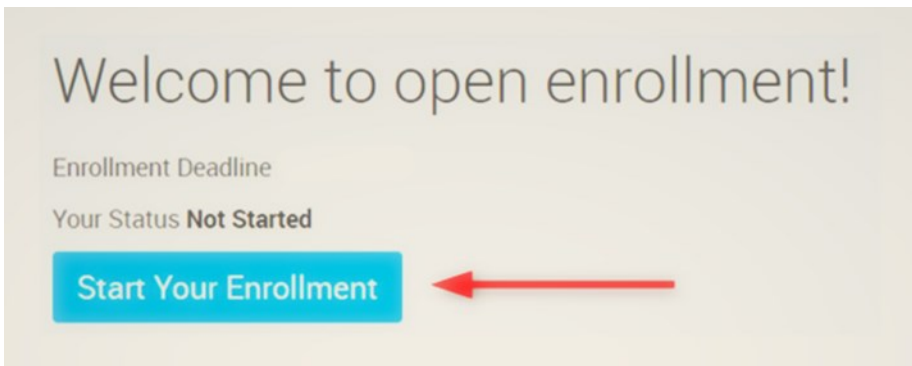 Welcome to open enrollment!
Enrollment Deadline
Your Status Not Started
Start Your Enrollment